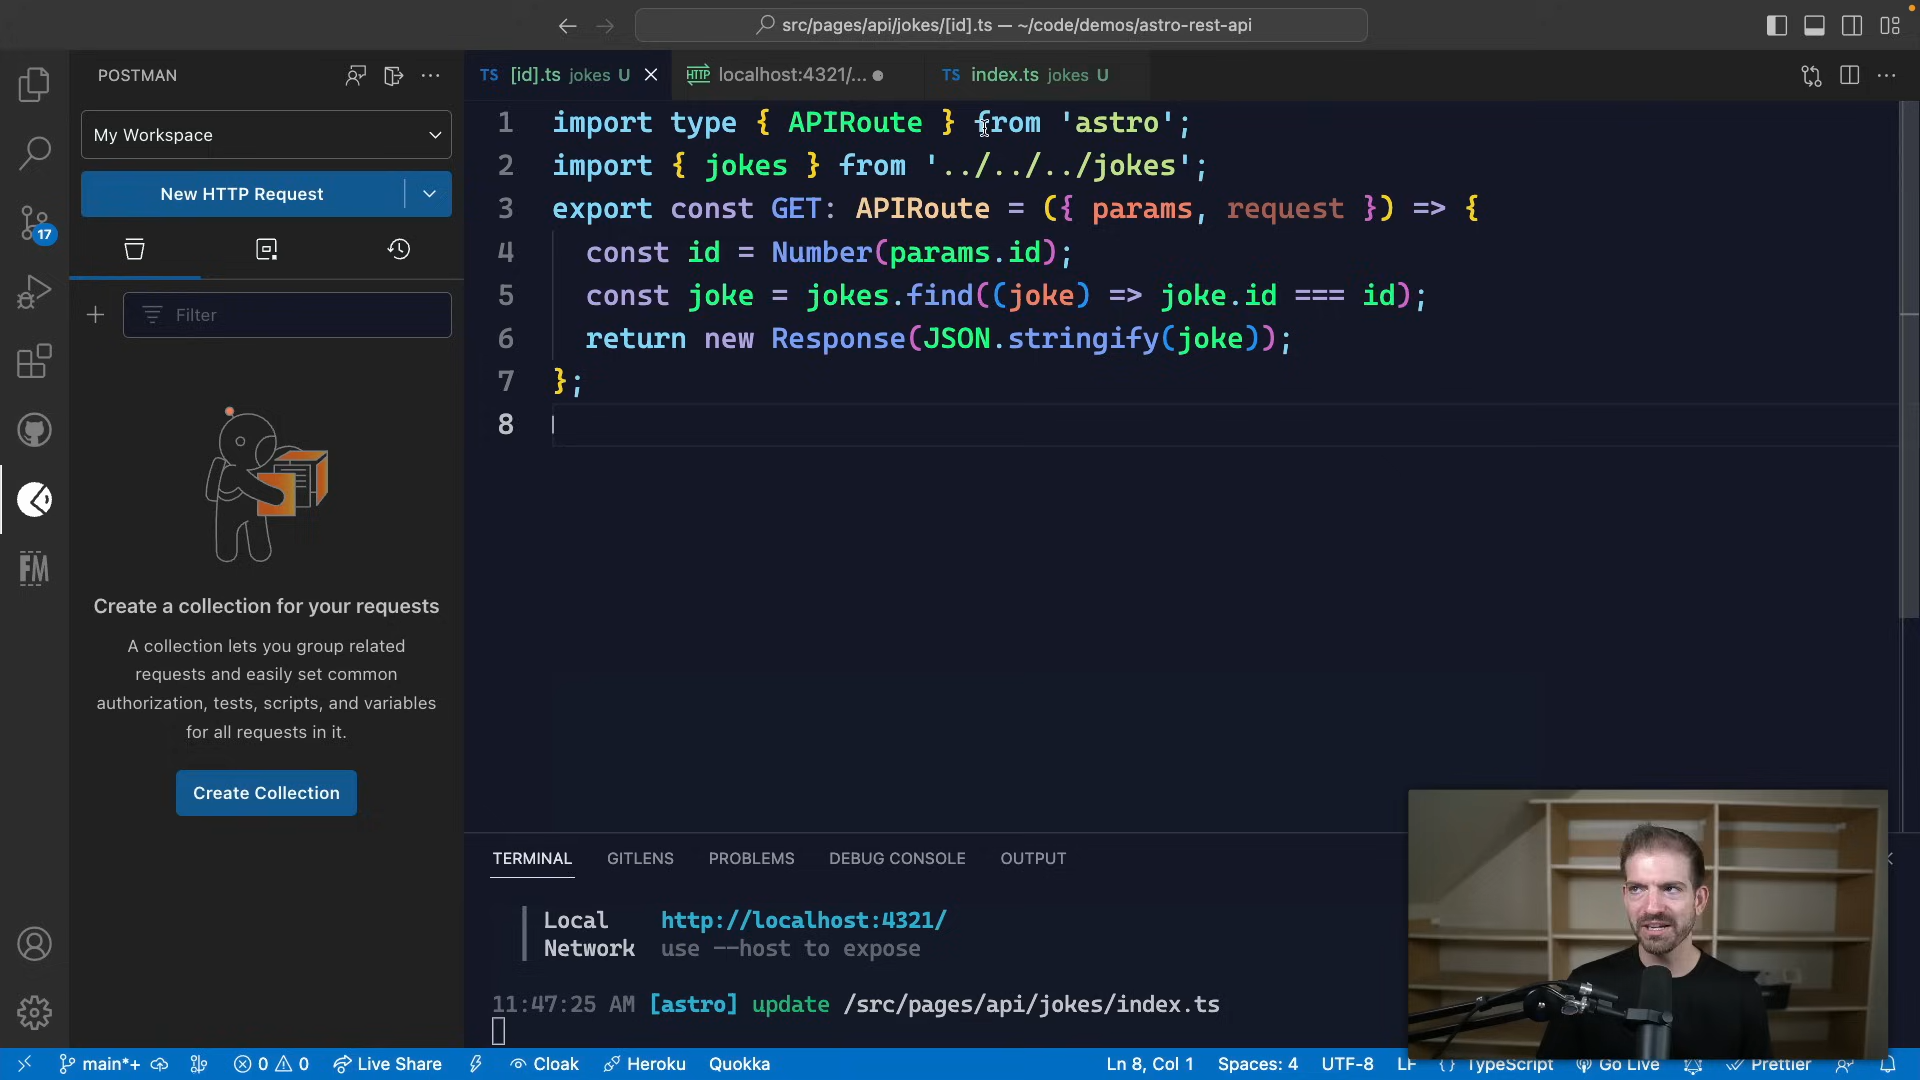 src/pages/api/jokes/[id].ts — ~/code/demos/astro-rest-api
POSTMAN
My Workspace
New HTTP Request
Filter
Create a collection for your requests
A collection lets you group related
requests and easily set common
authorization, tests, scripts, and variables
for all requests in it.
Create Collection
17
FM
TS [id].ts jokes U
HTTP localhost:4321/...
TS index.ts jokes U
1 import type { APIRoute } from 'astro';
2 import { jokes } from '../../../jokes';
3 export const GET: APIRoute = ({ params, request }) => {
4 const id = Number(params.id);
5 const joke = jokes.find((joke) => joke.id === id);
6 return new Response(JSON.stringify(joke));
7 };
8
TERMINAL GITLENS PROBLEMS DEBUG CONSOLE OUTPUT
Local http://localhost:4321/
Network use --host to expose
11:47:25 AM [astro] update /src/pages/api/jokes/index.ts
main*+ 0 0 Live Share Cloak Heroku Quokka Ln 8, Col 1 Spaces: 4 UTF-8 LF {} TypeScript Go Live Prettier